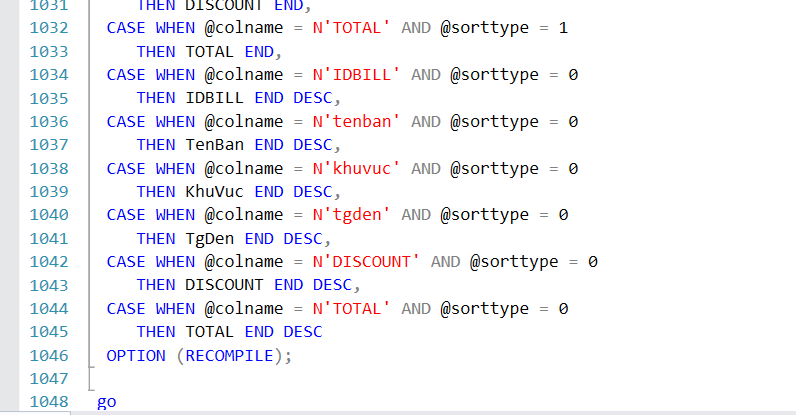 1031 THEN DISCOUNT END,
1032 CASE WHEN @colname = N'TOTAL' AND @sorttype = 1
1033 THEN TOTAL END,
1034 CASE WHEN @colname = N'IDBILL' AND @sorttype = 0
1035 THEN IDBILL END DESC,
1036 CASE WHEN @colname = N'tenban' AND @sorttype = 0
1037 THEN TenBan END DESC,
1038 CASE WHEN @colname = N'khuvuc' AND @sorttype = 0
1039 THEN KhuVuc END DESC,
1040 CASE WHEN @colname = N'tgden' AND @sorttype = 0
1041 THEN TgDen END DESC,
1042 CASE WHEN @colname = N'DISCOUNT' AND @sorttype = 0
1043 THEN DISCOUNT END DESC,
1044 CASE WHEN @colname = N'TOTAL' AND @sorttype = 0
1045 THEN TOTAL END DESC
1046 OPTION (RECOMPILE);
1047
1048 go